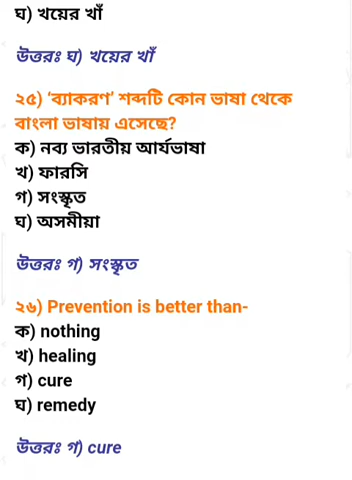 ঘ) খয়ের খাঁ
উত্তরঃ ঘ) খয়ের খাঁ
২৫) ‘ব্যাকরণ’ শব্দটি কোন ভাষা থেকে
বাংলা ভাষায় এসেছে?
ক) নব্য ভারতীয় আর্যভাষা
খ) ফারসি
গ) সংস্কৃত
ঘ) অসমীয়া
উত্তরঃ গ) সংস্কৃত
২৬) Prevention is better than-
ক) nothing
খ) healing
গ) cure
ঘ) remedy
উত্তরঃ গ) cure